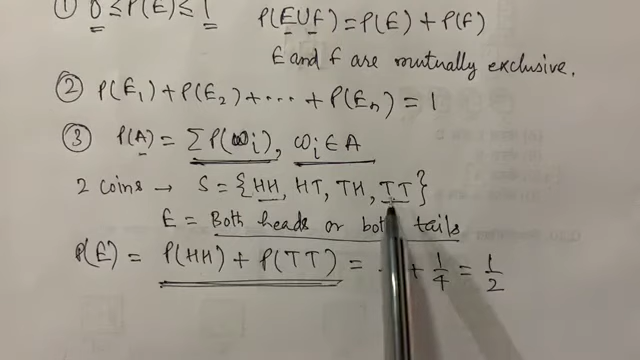 ① 0 ≤ P(E) ≤ 1 P(E∪F) = P(E) + P(F)
E and F are mutually exclusive.
② P(E₁) + P(E₂) + ···· + P(Eₙ) = 1
③ P(A) = ∑ P(ωᵢ), ωᵢ ∈ A
2 coins → S = {HH, HT, TH, TT}
E = Both heads or both tails
P(E) = P(HH) + P(TT) = + 1/4 = 1/2